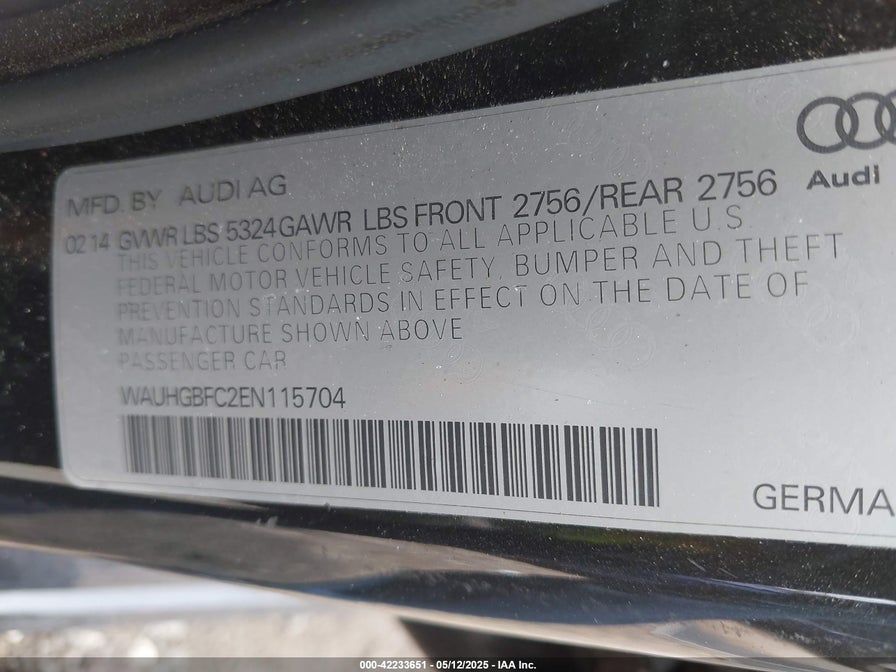 Audi
MFD. BY AUDI AG
02 14 GVWR LBS 5324 GAWR LBS FRONT 2756/REAR 2756
THIS VEHICLE CONFORMS TO ALL APPLICABLE U.S.
FEDERAL MOTOR VEHICLE SAFETY, BUMPER AND THEFT
PREVENTION STANDARDS IN EFFECT ON THE DATE OF
MANUFACTURE SHOWN ABOVE
PASSENGER CAR
WAUHGBFC2EN115704
GERMA
000-42233651 - 05/12/2025 - IAA Inc.